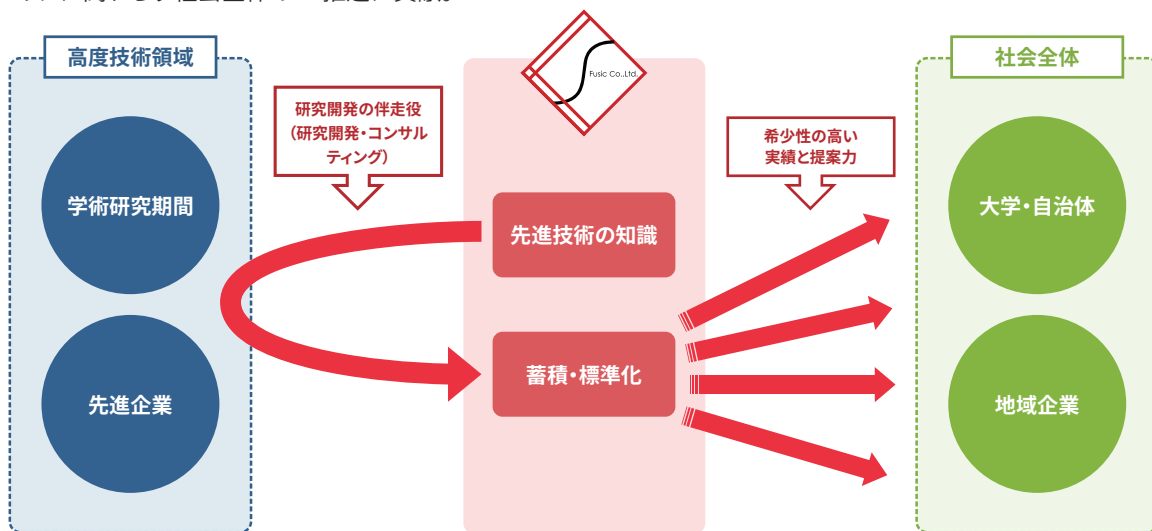 高度技術領域
学術研究期間
先進企業
研究開発の伴走役
(研究開発・コンサル
ティング)
Fusic Co.,Ltd.
先進技術の知識
蓄積・標準化
希少性の高い
実績と提案力
社会全体
大学・自治体
地域企業